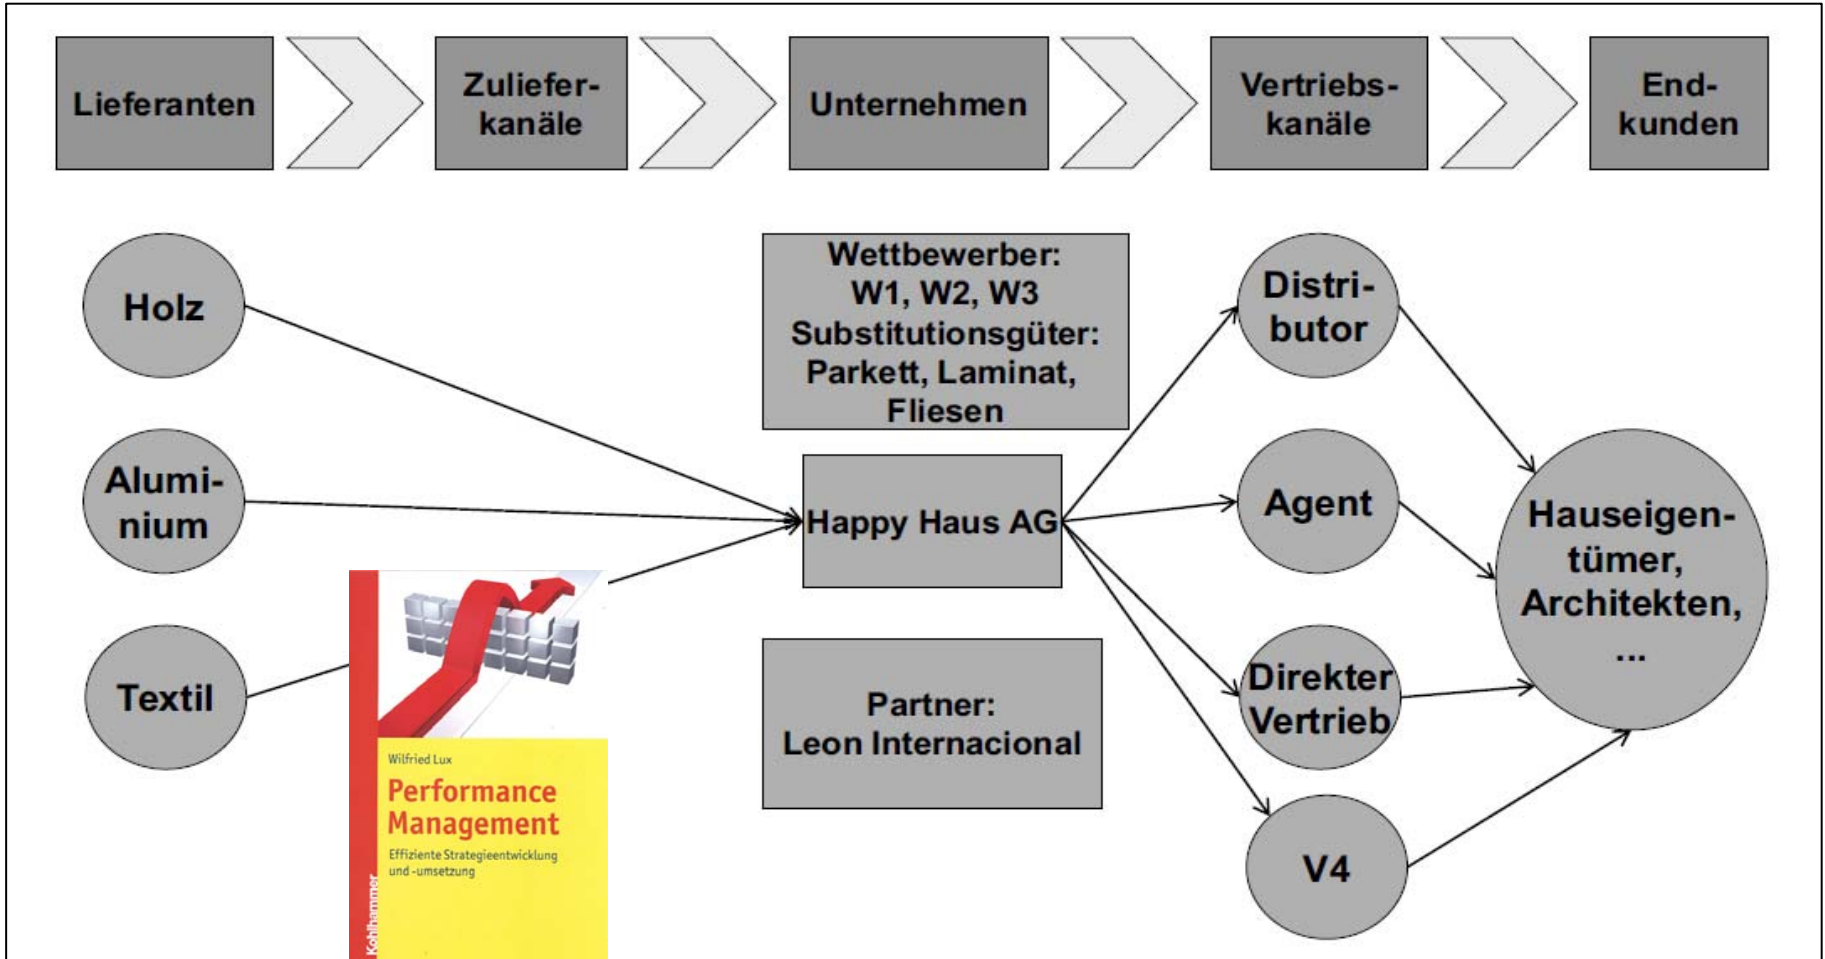 Lieferanten
Zuliefer-
kanäle
Unternehmen
Vertriebs-
kanäle
End-
kunden
Holz
Alumi-
nium
Textil
Wettbewerber:
W1, W2, W3
Substitutionsgüter:
Parkett, Laminat,
Fliesen
Happy Haus AG
Partner:
Leon Internacional
Distri-
butor
Agent
Direkter
Vertrieb
V4
Hauseigen-
tümer,
Architekten,
...
Wilfried Lux
Performance
Management
Effiziente Strategieentwicklung
und -umsetzung
Kohlhammer